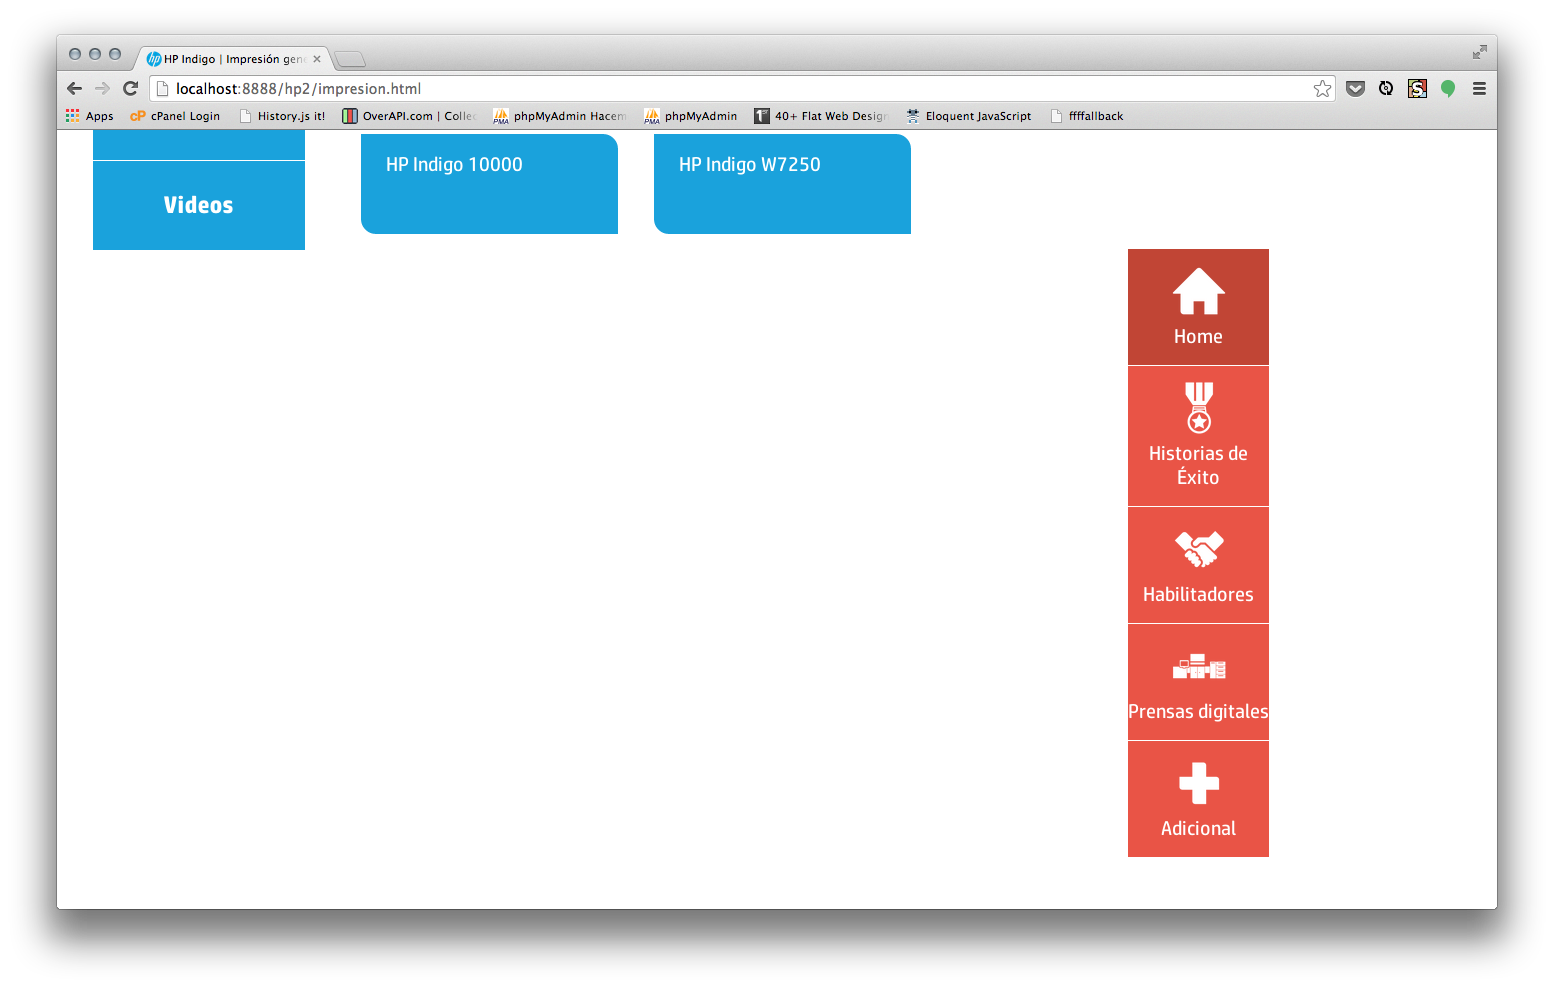 HP Indigo | Impresión gen
localhost:8888/hp2/impresion.html
Apps
cPanel Login
History.js it!
OverAPI.com | Collec
phpMyAdmin Hacem
phpMyAdmin
40+ Flat Web Design
Eloquent JavaScript
ffffallback
Videos
HP Indigo 10000
HP Indigo W7250
Home
Historias de
Éxito
Habilitadores
Prensas digitales
Adicional